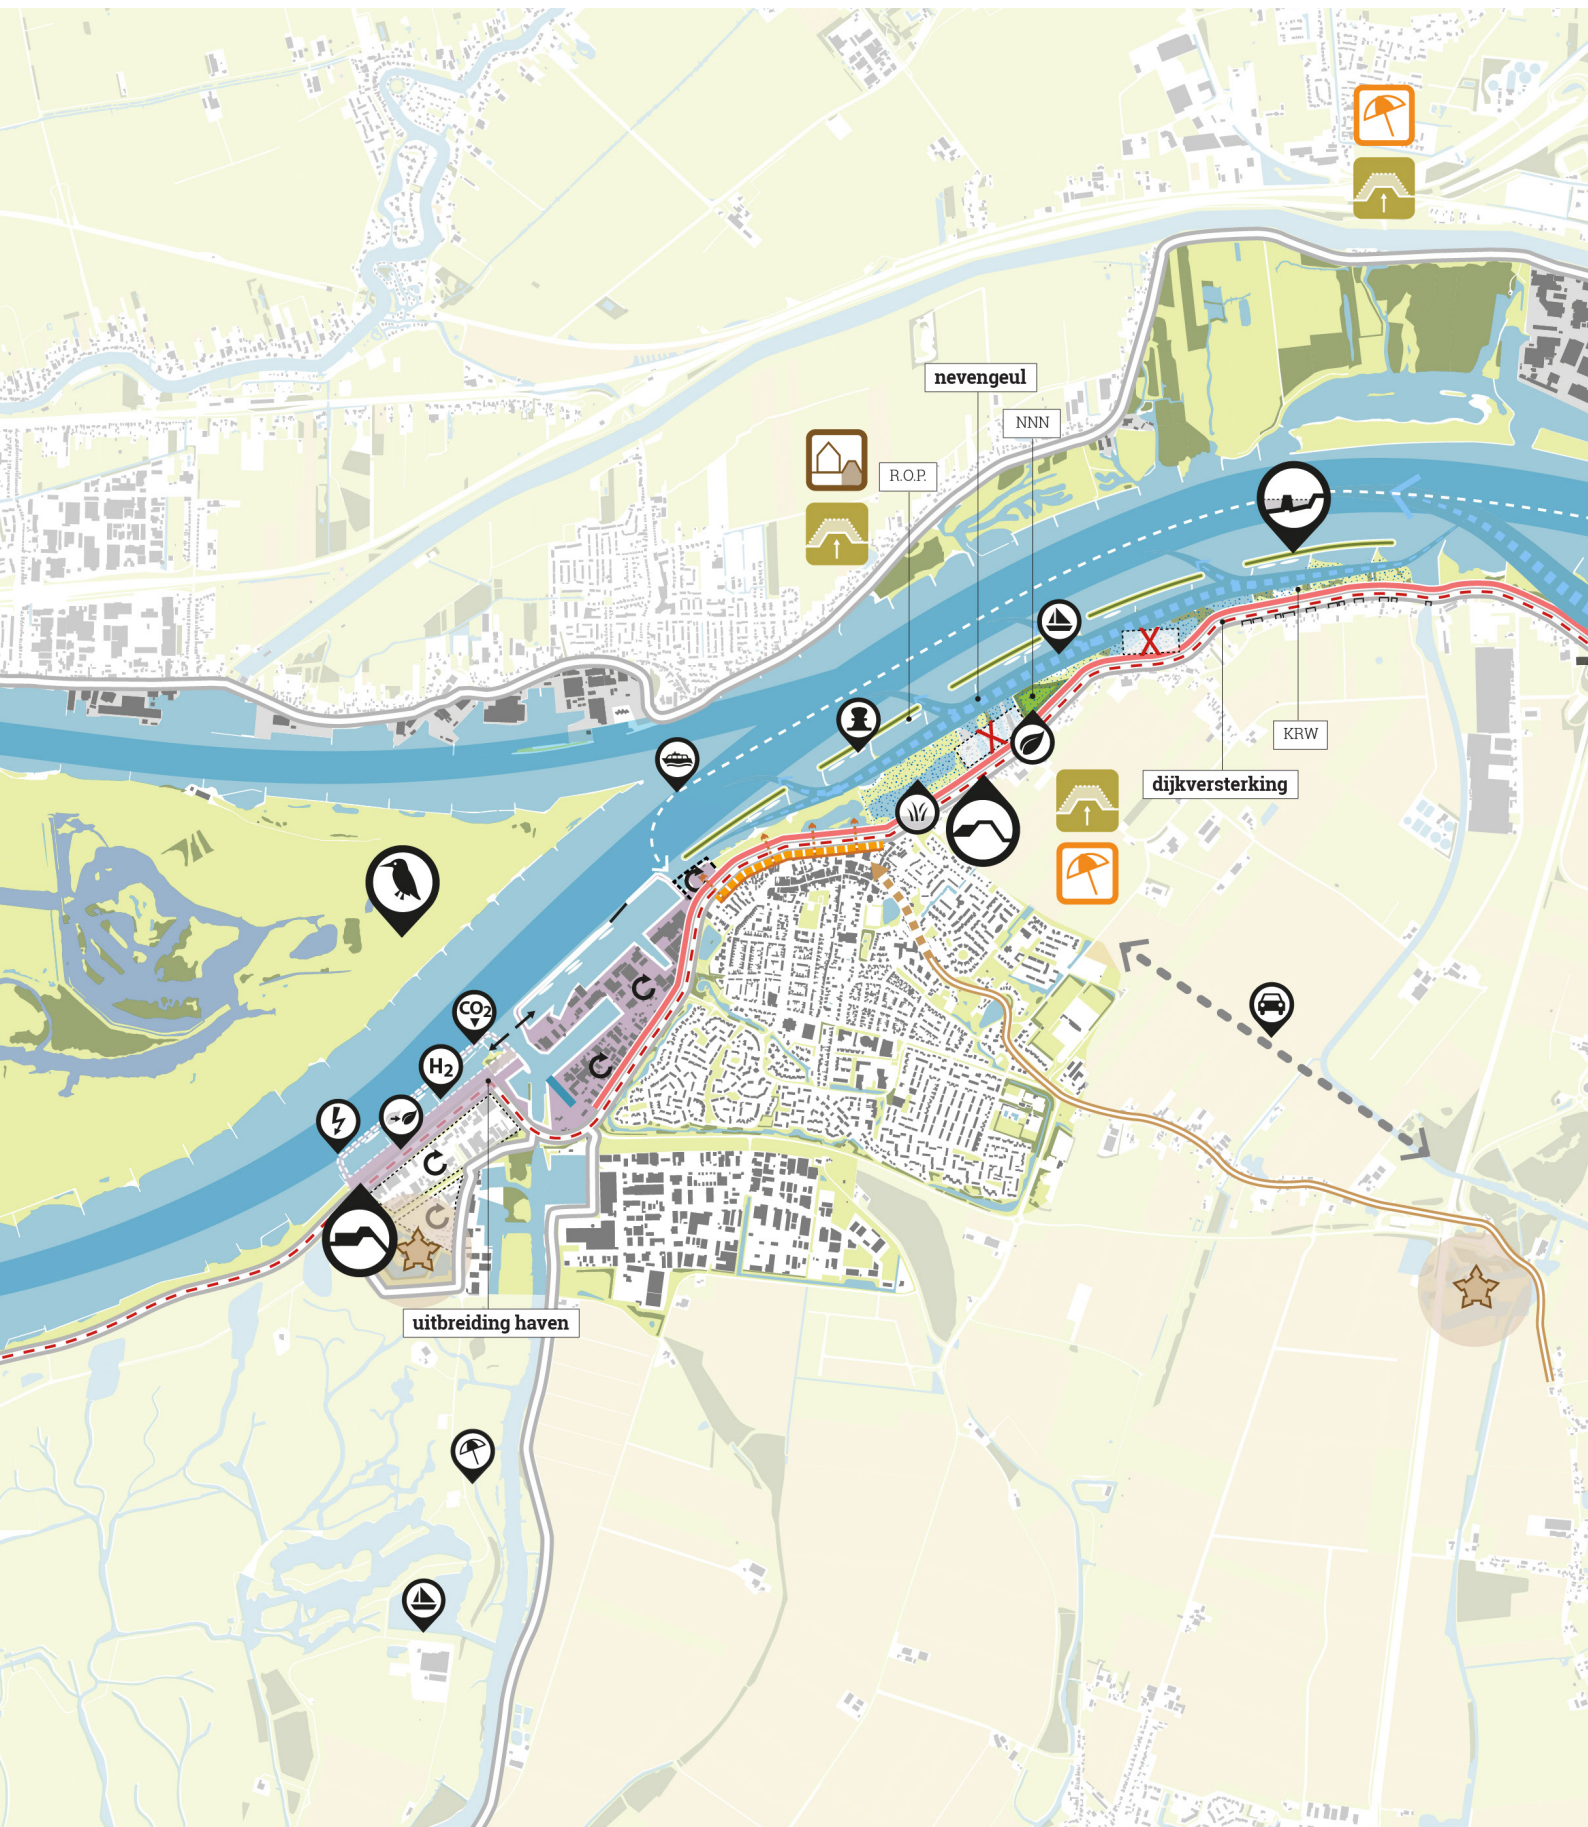 nevengeul
NNN
R.O.P.
KRW
dijkversterking
CO2
H2
uitbreiding haven